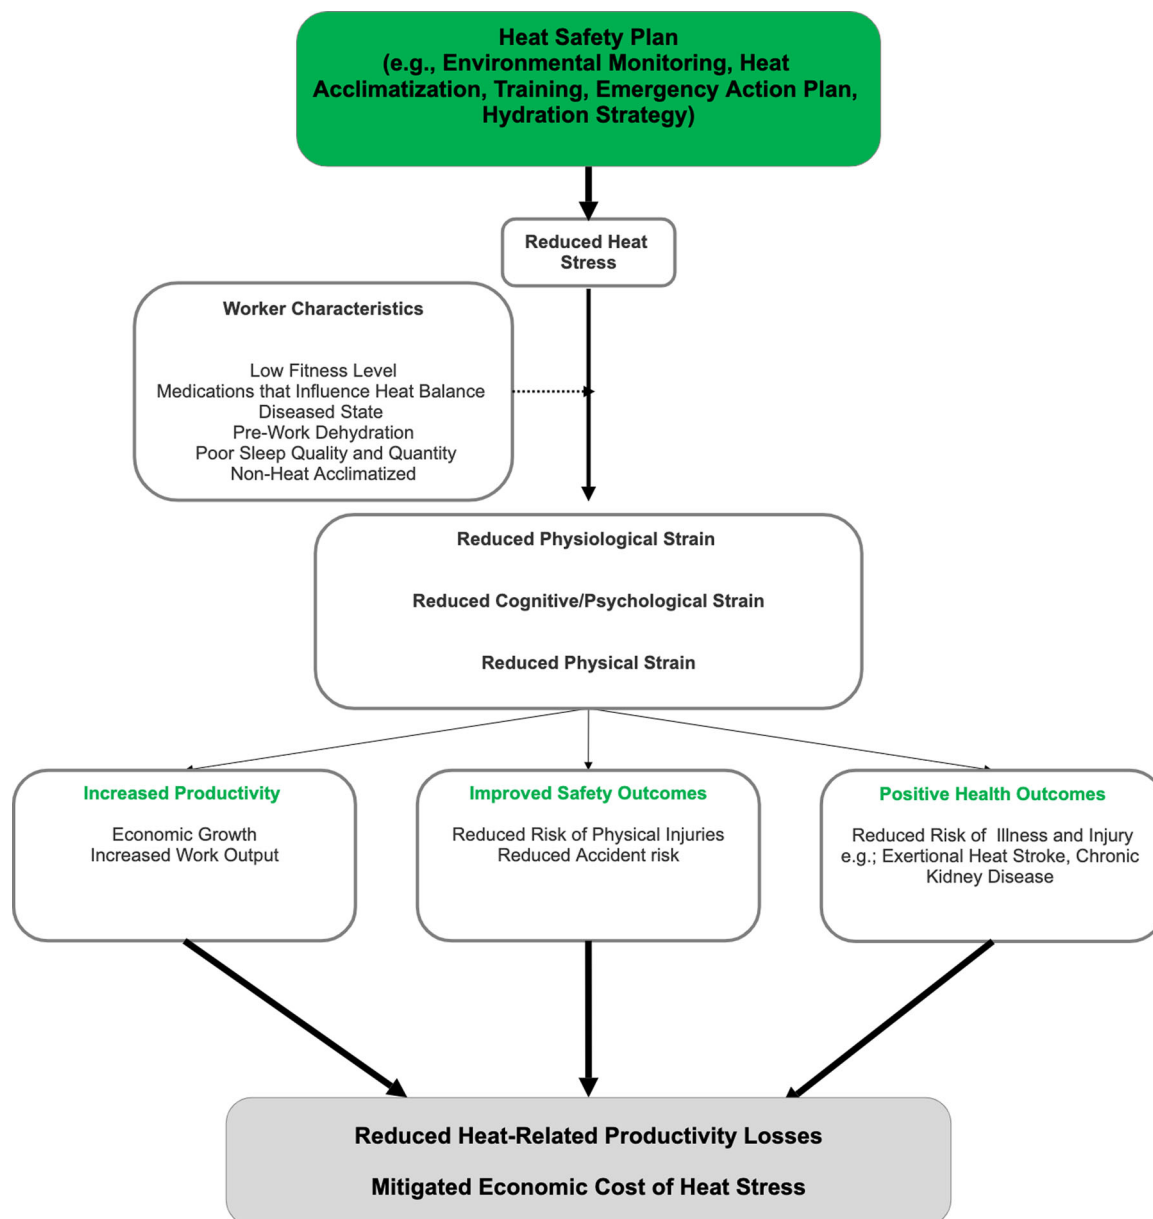 Heat Safety Plan
(e.g., Environmental Monitoring, Heat
Acclimatization, Training, Emergency Action Plan,
Hydration Strategy)
Reduced Heat
Stress
Worker Characteristics
Low Fitness Level
Medications that Influence Heat Balance
Diseased State
Pre-Work Dehydration
Poor Sleep Quality and Quantity
Non-Heat Acclimatized
Reduced Physiological Strain
Reduced Cognitive/Psychological Strain
Reduced Physical Strain
Increased Productivity
Economic Growth
Increased Work Output
Improved Safety Outcomes
Reduced Risk of Physical Injuries
Reduced Accident risk
Positive Health Outcomes
Reduced Risk of  Illness and Injury
e.g.; Exertional Heat Stroke, Chronic
Kidney Disease
Reduced Heat-Related Productivity Losses
Mitigated Economic Cost of Heat Stress